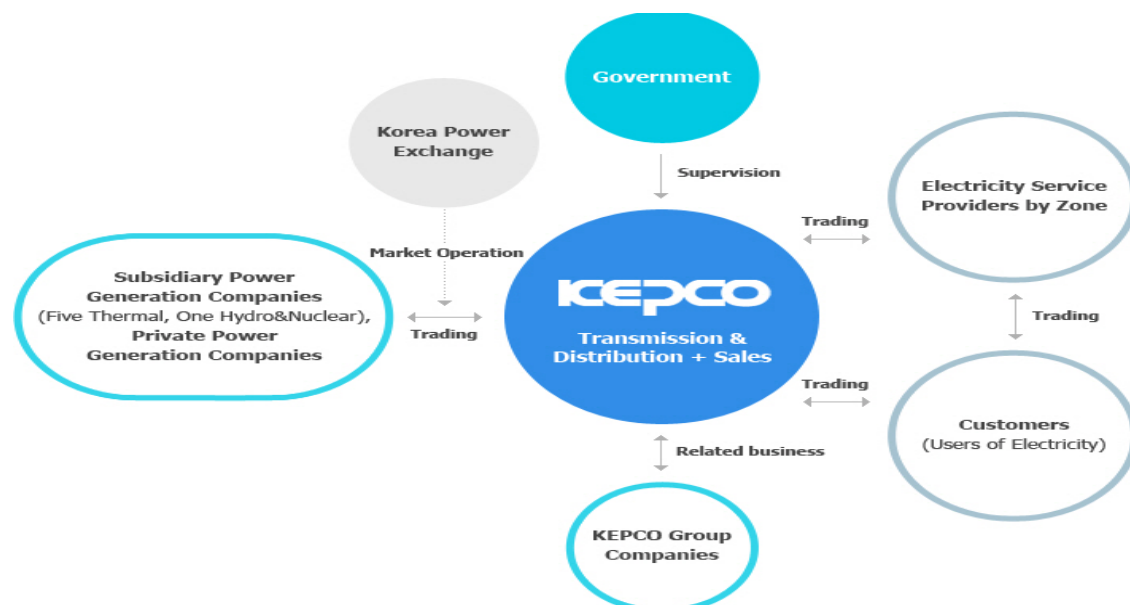 Government
Korea Power
Exchange
Supervision
Electricity Service
Providers by Zone
Trading
Market Operation
Subsidiary Power
Generation Companies
(Five Thermal, One Hydro&Nuclear),
Private Power
Generation Companies
Trading
KEPCO
Transmission &
Distribution + Sales
Trading
Trading
Customers
(Users of Electricity)
Related business
KEPCO Group
Companies